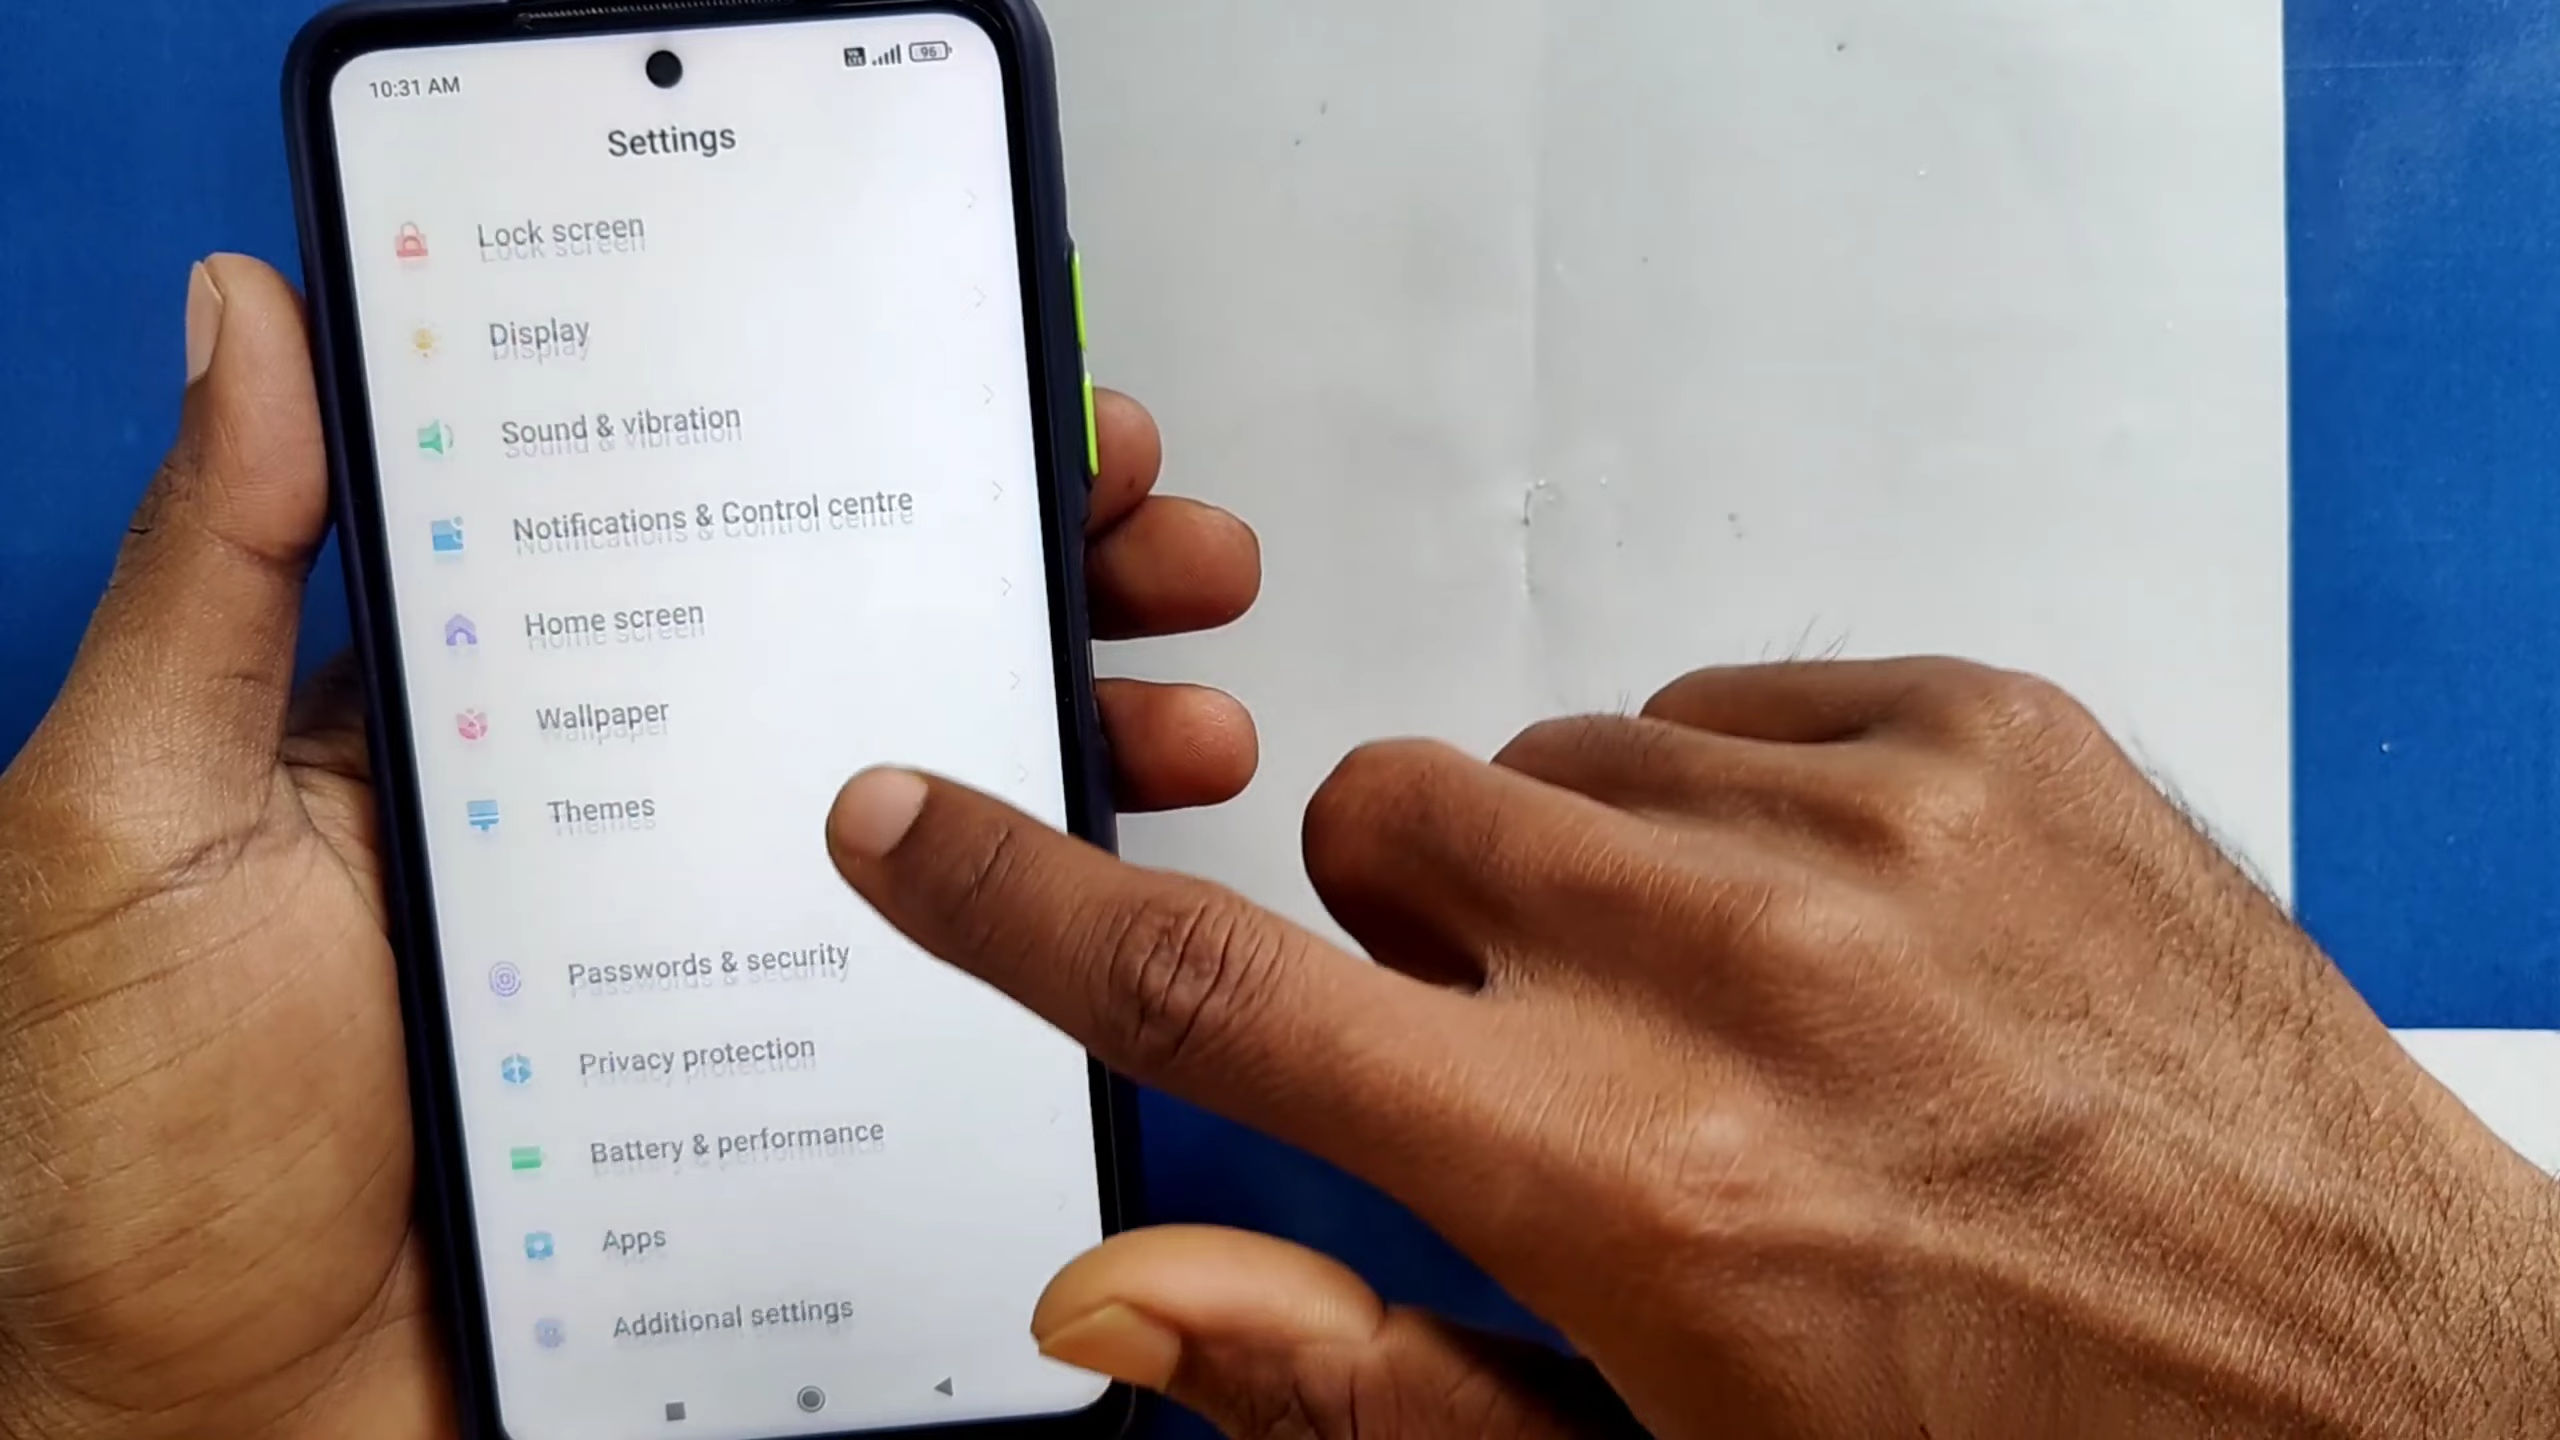 10:31 AM
96
Settings
Lock screen
Display
Sound & vibration
Notifications & Control centre
Home screen
Wallpaper
Themes
Passwords & security
Privacy protection
Battery & performance
Apps
Additional settings